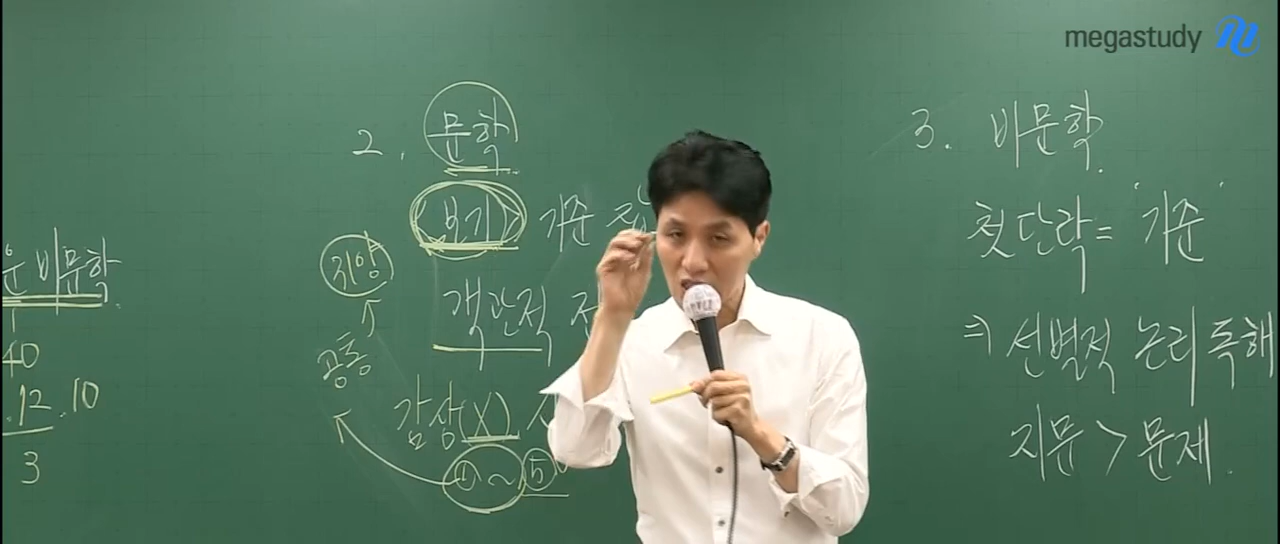 megastudy
비문학
40
12.10
3
2. 문학
<보기> 기준
지양
객관적
공통
감상(X)
①~⑤
3. 비문학.
첫단락 = '기준'
⇒ 선별적 논리 독해
지문 > 문제.